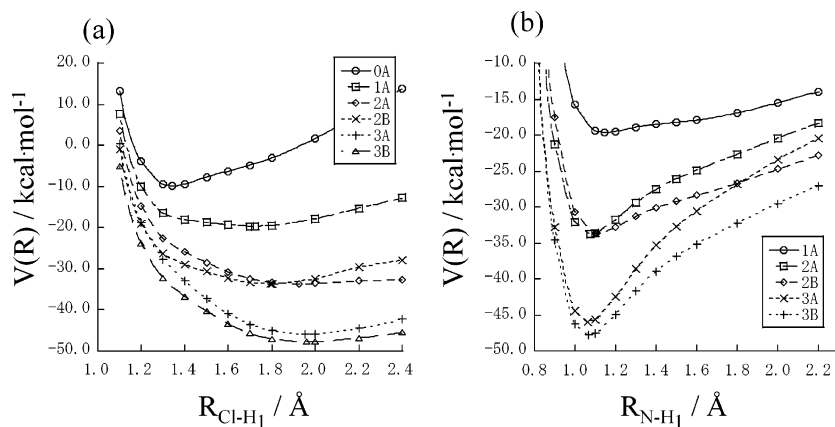 (a)
V(R) / kcal·mol⁻¹
20.0
10.0
0.0
-10.0
-20.0
-30.0
-40.0
-50.0
0A
1A
2A
2B
3A
3B
1.0 1.2 1.4 1.6 1.8 2.0 2.2 2.4
R_Cl-H₁ / Å
(b)
V(R) / kcal·mol⁻¹
-10.0
-15.0
-20.0
-25.0
-30.0
-35.0
-40.0
-45.0
-50.0
1A
2A
2B
3A
3B
0.8 1.0 1.2 1.4 1.6 1.8 2.0 2.2
R_N-H₁ / Å